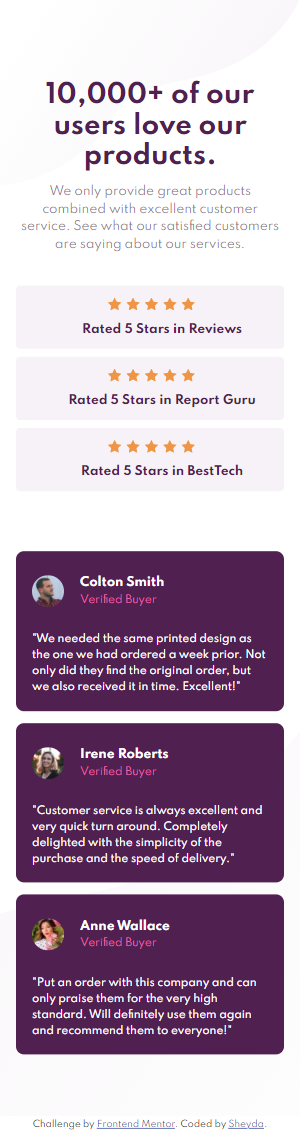 10,000+ of our
users love our
products.
We only provide great products
combined with excellent customer
service. See what our satisfied customers
are saying about our services.
Rated 5 Stars in Reviews
Rated 5 Stars in Report Guru
Rated 5 Stars in BestTech
Colton Smith
Verified Buyer
"We needed the same printed design as
the one we had ordered a week prior. Not
only did they find the original order, but
we also received it in time. Excellent!"
Irene Roberts
Verified Buyer
"Customer service is always excellent and
very quick turn around. Completely
delighted with the simplicity of the
purchase and the speed of delivery."
Anne Wallace
Verified Buyer
"Put an order with this company and can
only praise them for the very high
standard. Will definitely use them again
and recommend them to everyone!"
Challenge by Frontend Mentor. Coded by Sheyda.